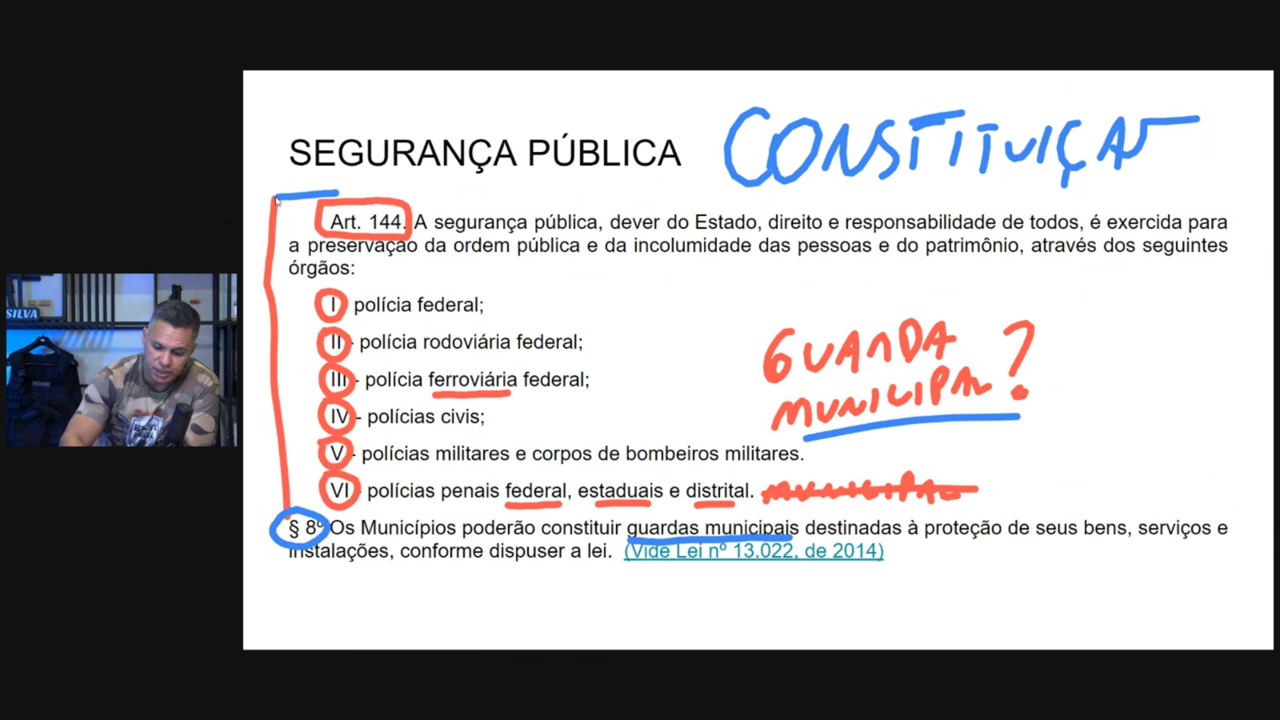 SEGURANÇA PÚBLICA
CONSTITUIÇAO
Art. 144. A segurança pública, dever do Estado, direito e responsabilidade de todos, é exercida para
a preservação da ordem pública e da incolumidade das pessoas e do patrimônio, através dos seguintes
órgãos:
I - polícia federal;
II - polícia rodoviária federal;
III - polícia ferroviária federal;
IV - polícias civis;
V - polícias militares e corpos de bombeiros militares.
VI - polícias penais federal, estaduais e distrital. MUNICIPAL
GUARDA
MUNICIPAL?
§ 8º Os Municípios poderão constituir guardas municipais destinadas à proteção de seus bens, serviços e
instalações, conforme dispuser a lei. (Vide Lei nº 13.022, de 2014)
SILVA